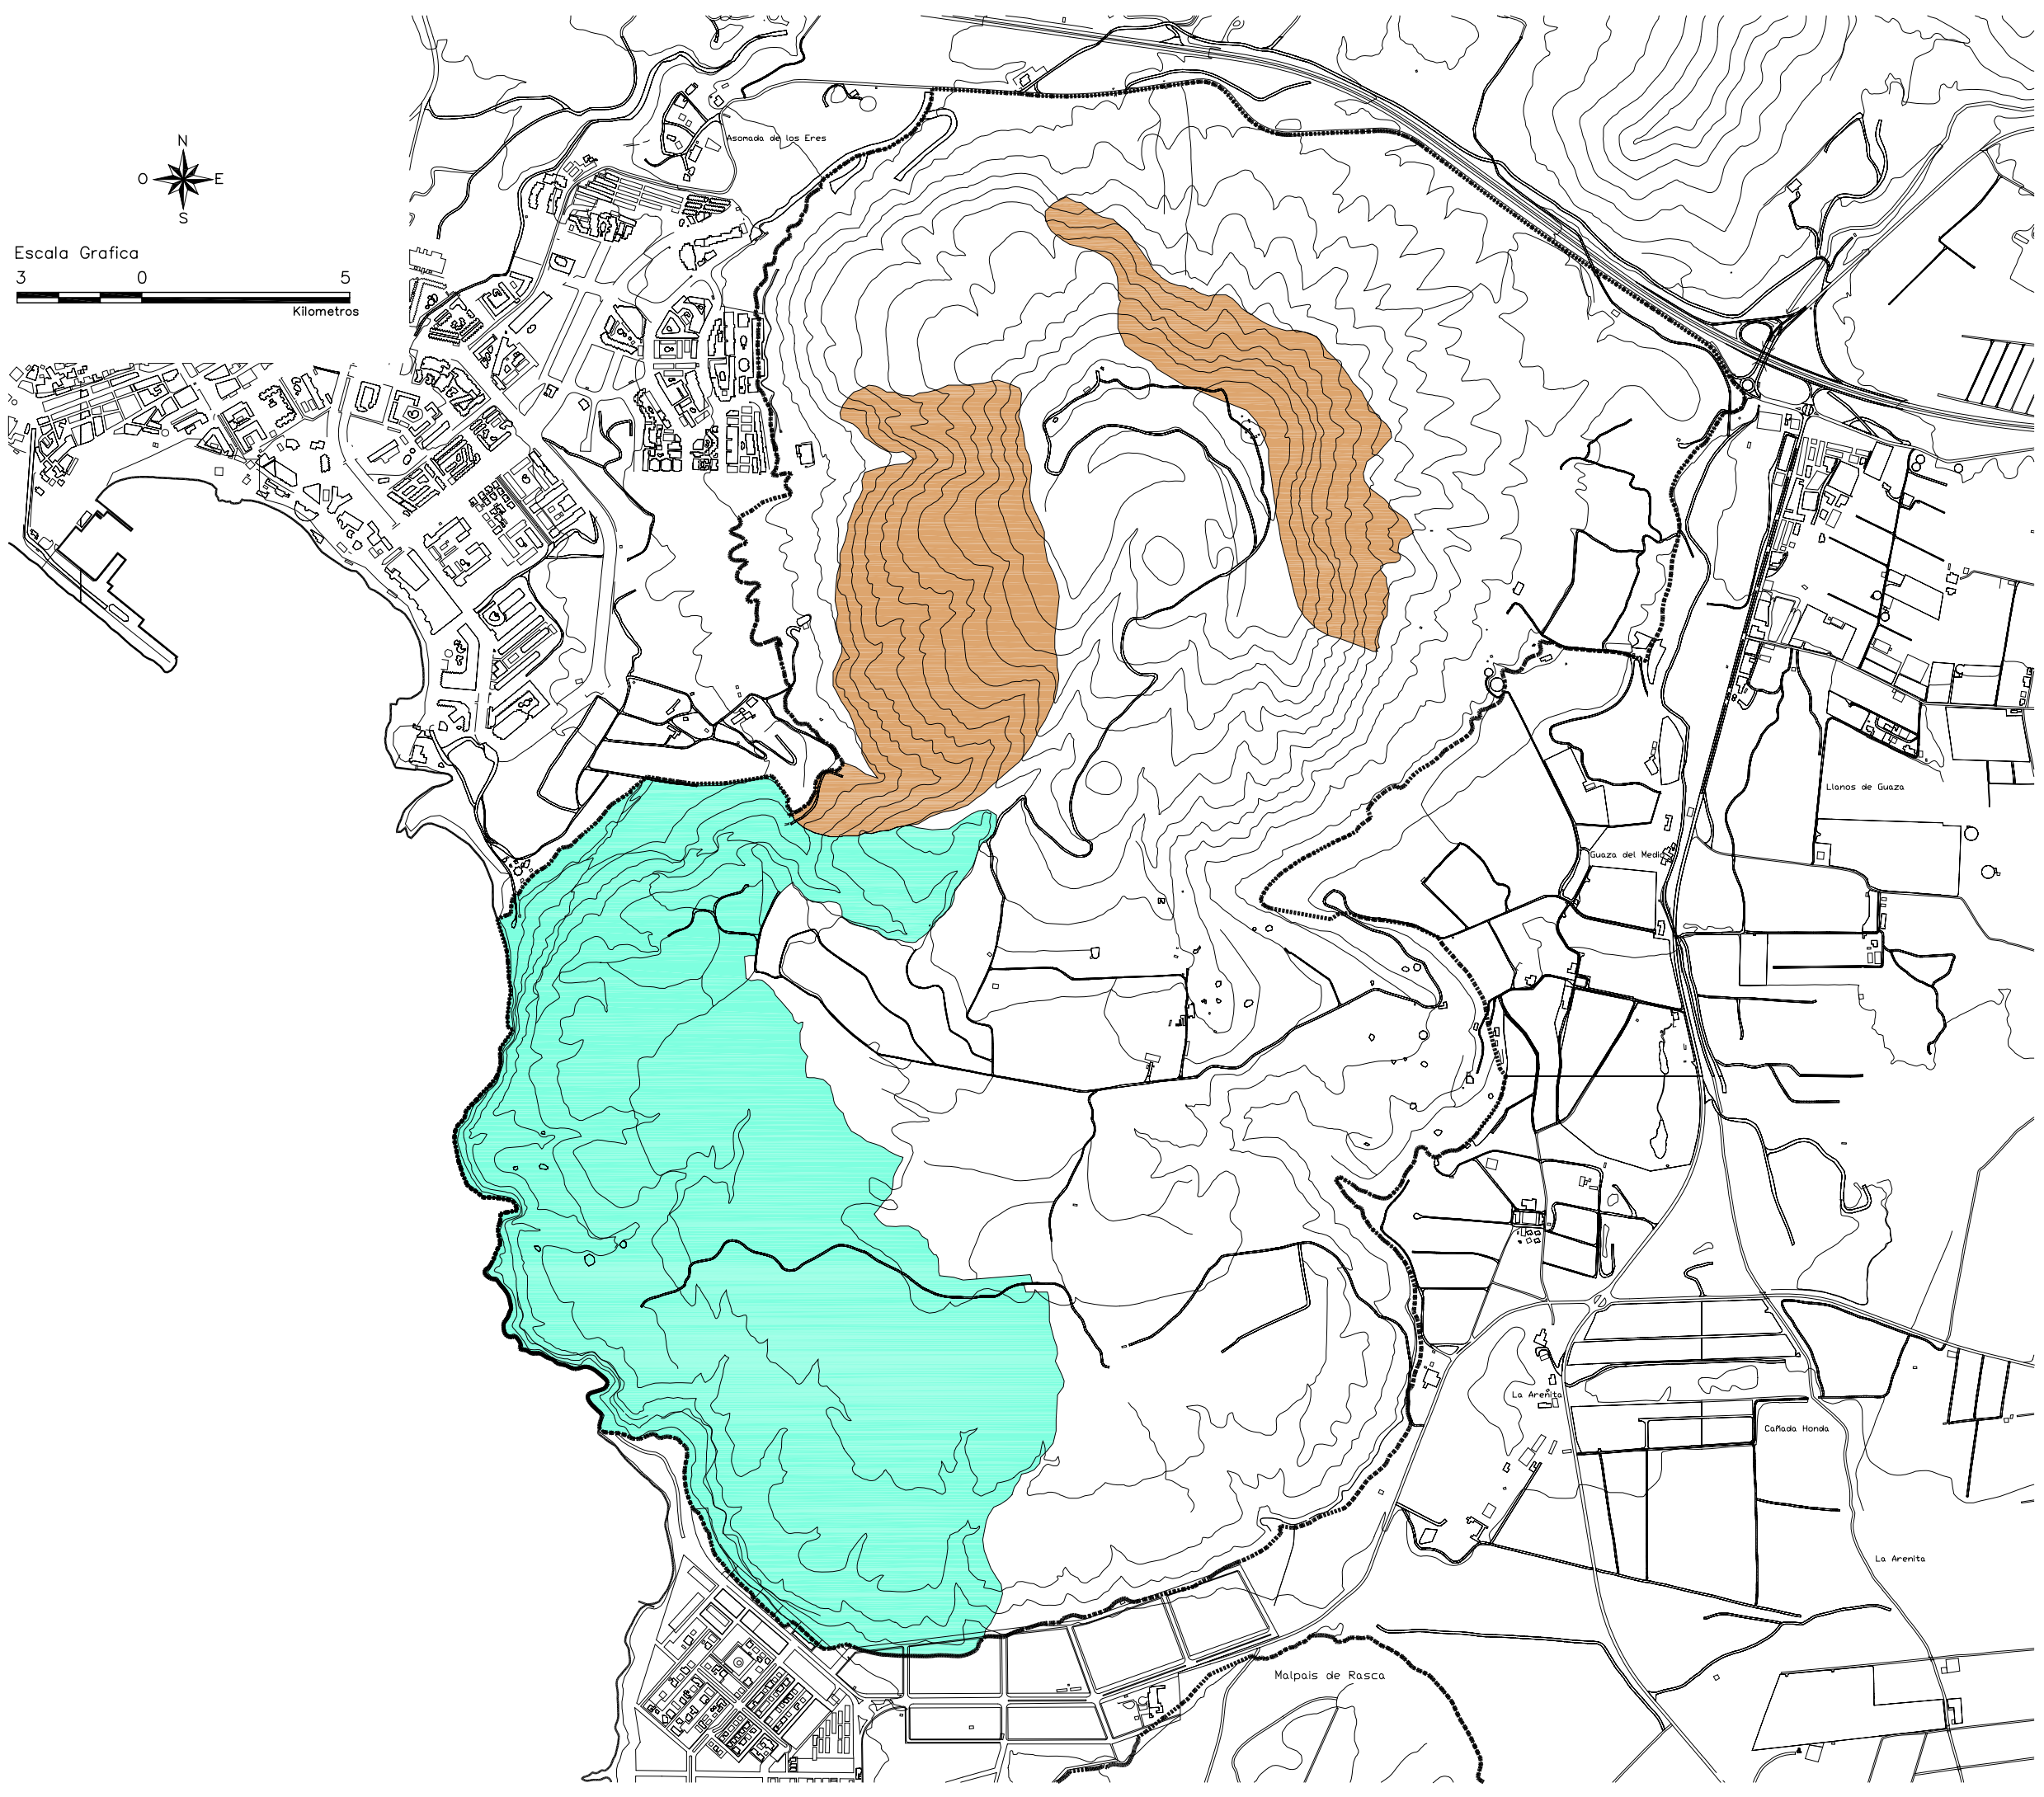 Asomada de los Eres
N
O
E
S
Escala Grafica
3 0 5
Kilometros
Llanos de Guaza
Guaza del Medio
La Arenita
Cañada Honda
La Arenita
Malpais de Rasca